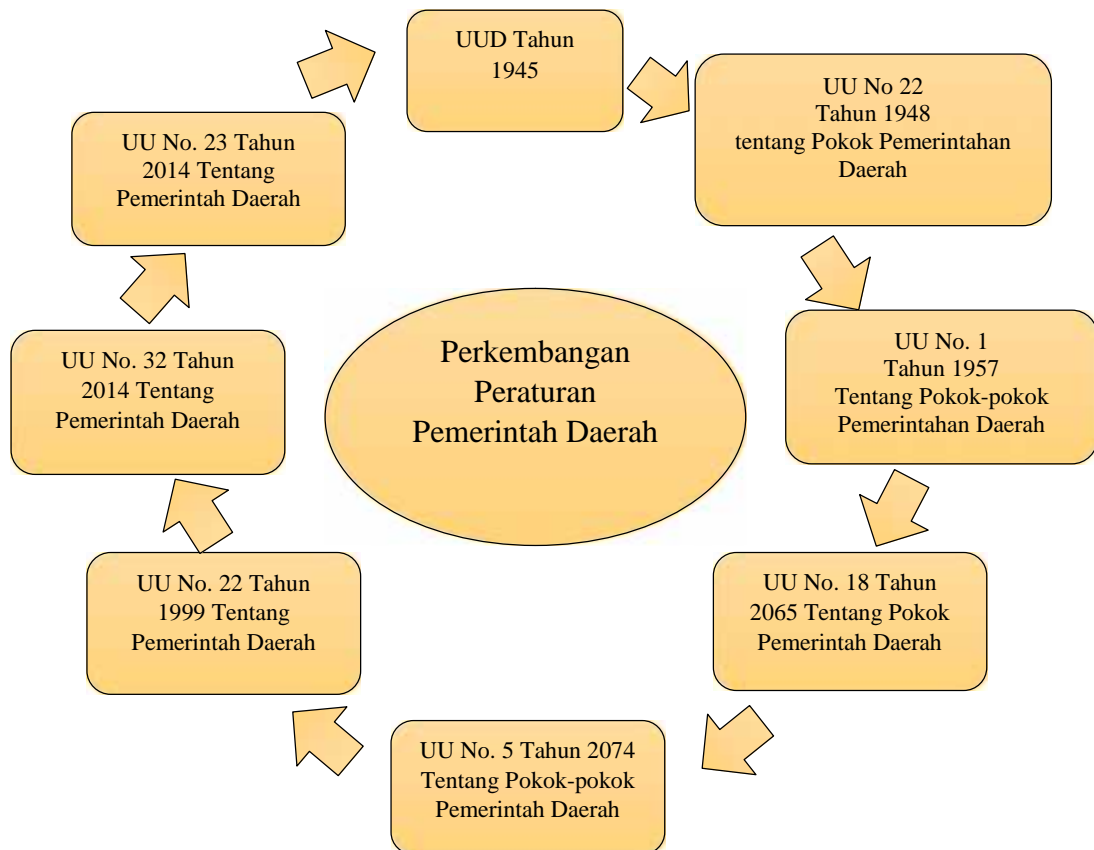 UUD Tahun
1945
UU No 22
Tahun 1948
tentang Pokok Pemerintahan
Daerah
UU No. 1
Tahun 1957
Tentang Pokok-pokok
Pemerintahan Daerah
UU No. 18 Tahun
2065 Tentang Pokok
Pemerintah Daerah
UU No. 5 Tahun 2074
Tentang Pokok-pokok
Pemerintah Daerah
UU No. 22 Tahun
1999 Tentang
Pemerintah Daerah
UU No. 32 Tahun
2014 Tentang
Pemerintah Daerah
UU No. 23 Tahun
2014 Tentang
Pemerintah Daerah
Perkembangan
Peraturan
Pemerintah Daerah